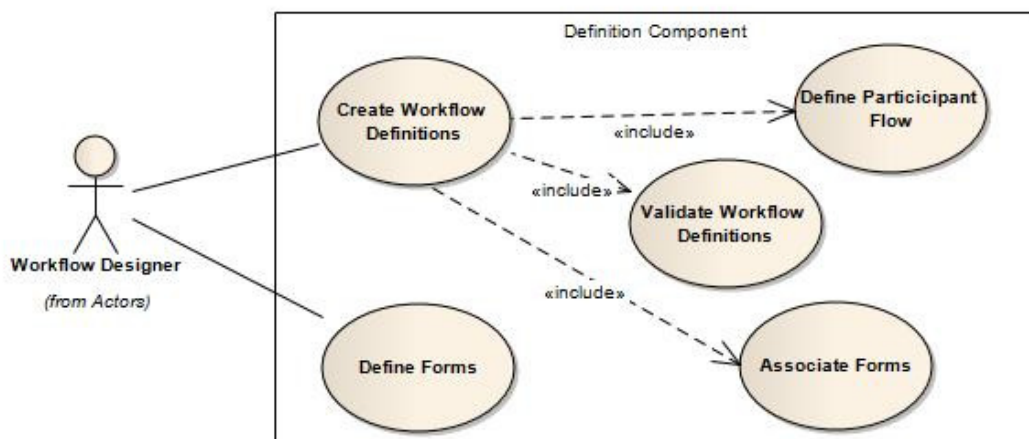 Definition Component
Create Workflow
Definitions
Define Particicipant
Flow
«include»
«include»
Validate Workflow
Definitions
Workflow Designer
(from Actors)
«include»
Define Forms
Associate Forms